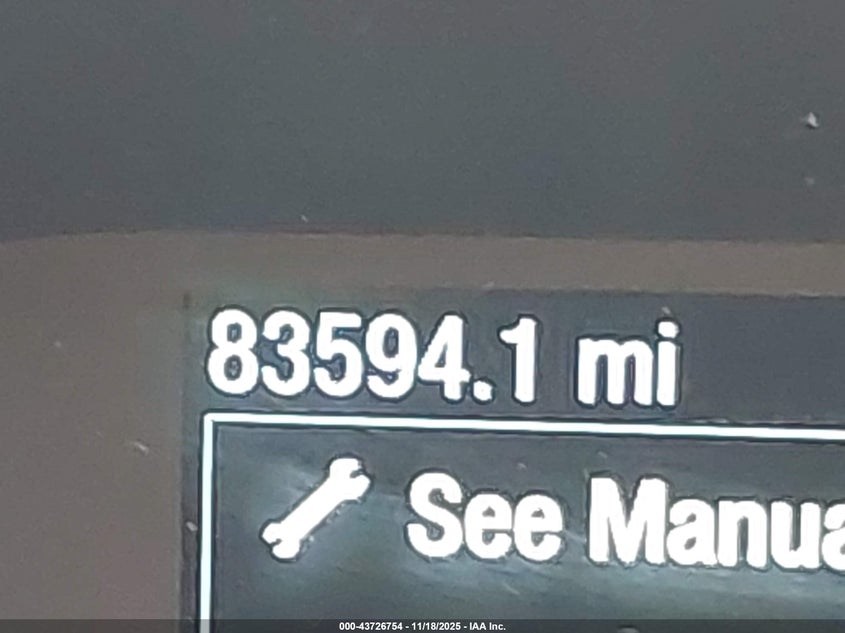 83594.1 mi
See Manua
000-43726754 - 11/18/2025 - IAA Inc.